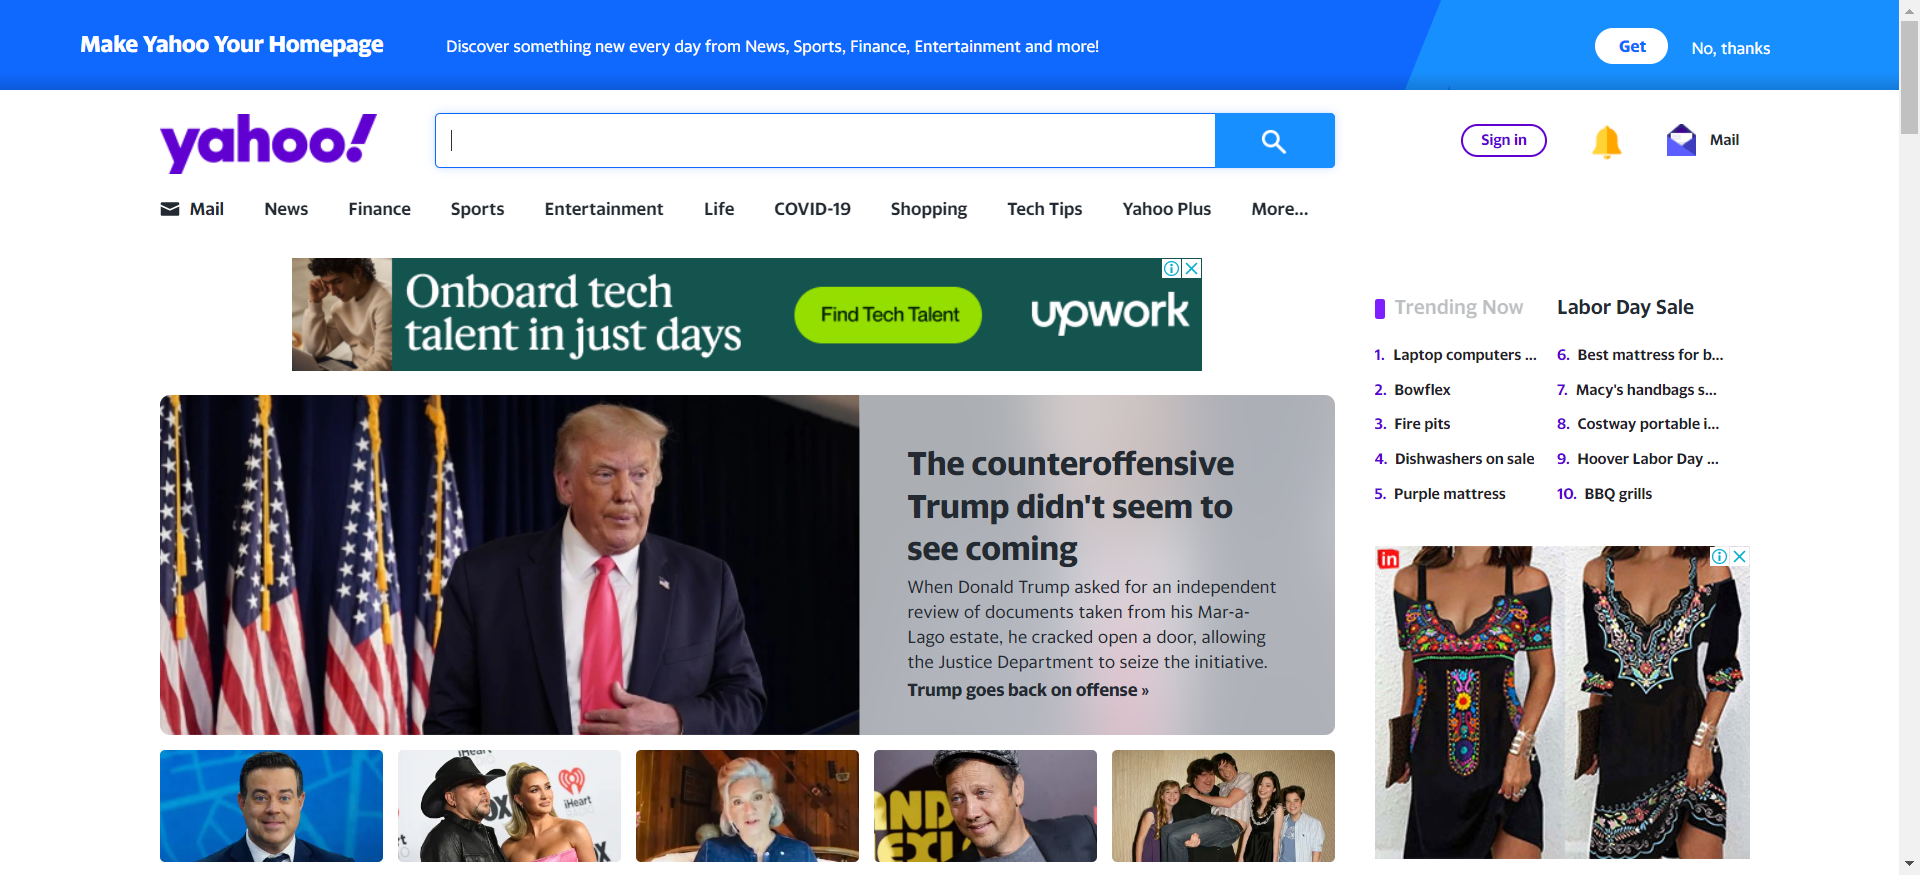 Make Yahoo Your Homepage
Discover something new every day from News, Sports, Finance, Entertainment and more!
Get
No, thanks
yahoo!
Sign in
Mail
Mail
News
Finance
Sports
Entertainment
Life
COVID-19
Shopping
Tech Tips
Yahoo Plus
More...
Onboard tech
talent in just days
Find Tech Talent
upwork
Trending Now
Labor Day Sale
1. Laptop computers ...
2. Bowflex
3. Fire pits
4. Dishwashers on sale
5. Purple mattress
6. Best mattress for b...
7. Macy's handbags s...
8. Costway portable i...
9. Hoover Labor Day ...
10. BBQ grills
The counteroffensive
Trump didn't seem to
see coming
When Donald Trump asked for an independent
review of documents taken from his Mar-a-
Lago estate, he cracked open a door, allowing
the Justice Department to seize the initiative.
Trump goes back on offense »
in
iHeart